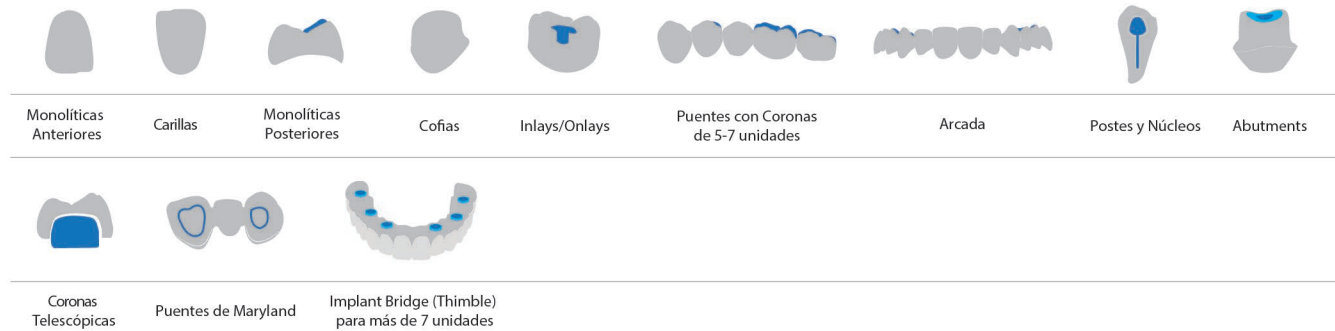 Monolíticas
Anteriores
Carillas
Monolíticas
Posteriores
Cofias
Inlays/Onlays
Puentes con Coronas
de 5-7 unidades
Arcada
Postes y Núcleos
Abutments
Coronas
Telescópicas
Puentes de Maryland
Implant Bridge (Thimble)
para más de 7 unidades